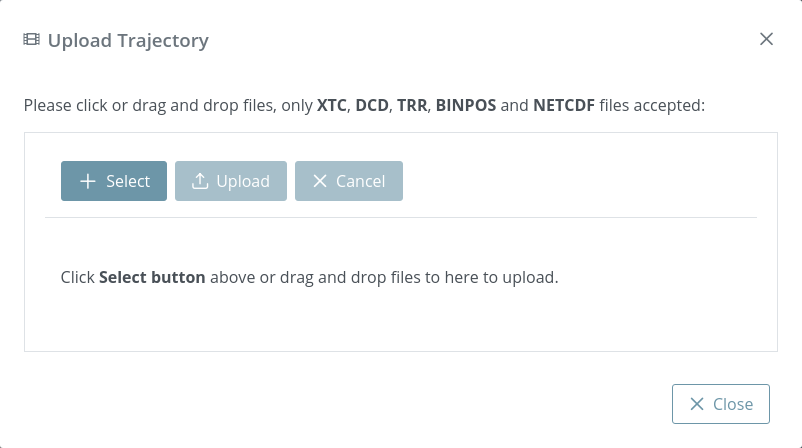 Upload Trajectory
Please click or drag and drop files, only XTC, DCD, TRR, BINPOS and NETCDF files accepted:
Select
Upload
Cancel
Click Select button above or drag and drop files to here to upload.
Close